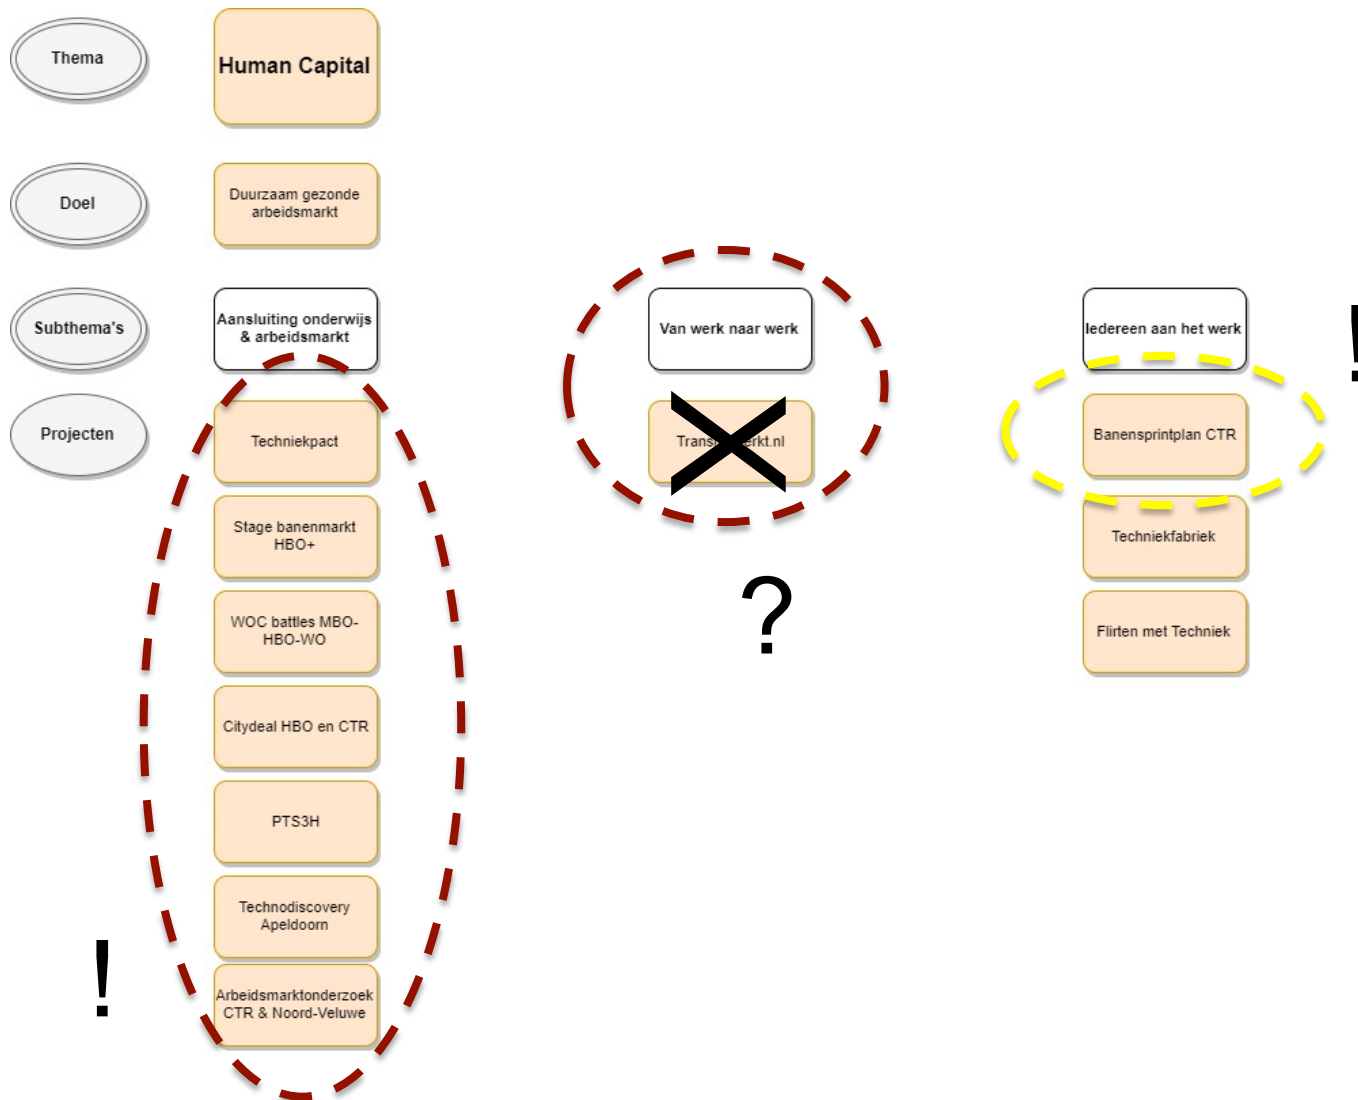 Thema
Human Capital
Doel
Duurzaam gezonde
arbeidsmarkt
Subthema's
Aansluiting onderwijs
& arbeidsmarkt
Van werk naar werk
Iedereen aan het werk
!
Projecten
Techniekpact
Banensprintplan CTR
Stage banenmarkt
HBO+
Techniekfabriek
?
WOC battles MBO-
HBO-WO
Flirten met Techniek
Citydeal HBO en CTR
PTS3H
Technodiscovery
Apeldoorn
!
Arbeidsmarktonderzoek
CTR & Noord-Veluwe